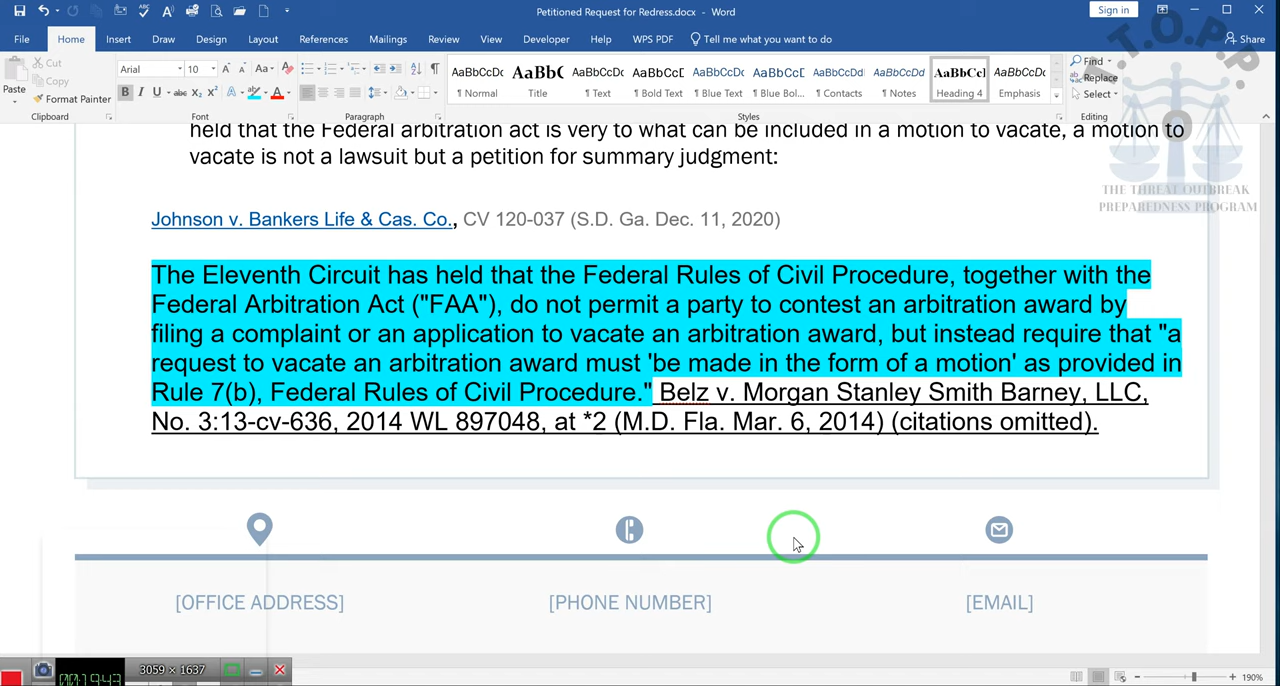 Petitioned Request for Redress.docx - Word
Sign in
File Home Insert Draw Design Layout References Mailings Review View Developer Help WPS PDF Tell me what you want to do Share
Paste
Cut
Copy
Format Painter
Clipboard
Arial 10
Font
Paragraph
AaBbCcDc AaBbC AaBbCcDc AaBbCcD AaBbCcDd AaBbCcD AaBbCcDdI AaBbCcDd AaBbCcI AaBbCcDc
¶ Normal Title ¶ Text ¶ Bold Text ¶ Blue Text ¶ Blue Bol... ¶ Contacts ¶ Notes Heading 4 Emphasis
Styles
Find
Replace
Select
Editing
T.O.P.P.
THE THREAT OUTBREAK
PREPAREDNESS PROGRAM
held that the Federal arbitration act is very to what can be included in a motion to vacate, a motion to
vacate is not a lawsuit but a petition for summary judgment:
Johnson v. Bankers Life & Cas. Co., CV 120-037 (S.D. Ga. Dec. 11, 2020)
The Eleventh Circuit has held that the Federal Rules of Civil Procedure, together with the
Federal Arbitration Act ("FAA"), do not permit a party to contest an arbitration award by
filing a complaint or an application to vacate an arbitration award, but instead require that "a
request to vacate an arbitration award must 'be made in the form of a motion' as provided in
Rule 7(b), Federal Rules of Civil Procedure." Belz v. Morgan Stanley Smith Barney, LLC,
No. 3:13-cv-636, 2014 WL 897048, at *2 (M.D. Fla. Mar. 6, 2014) (citations omitted).
[OFFICE ADDRESS] [PHONE NUMBER] [EMAIL]
3059 × 1637
190%